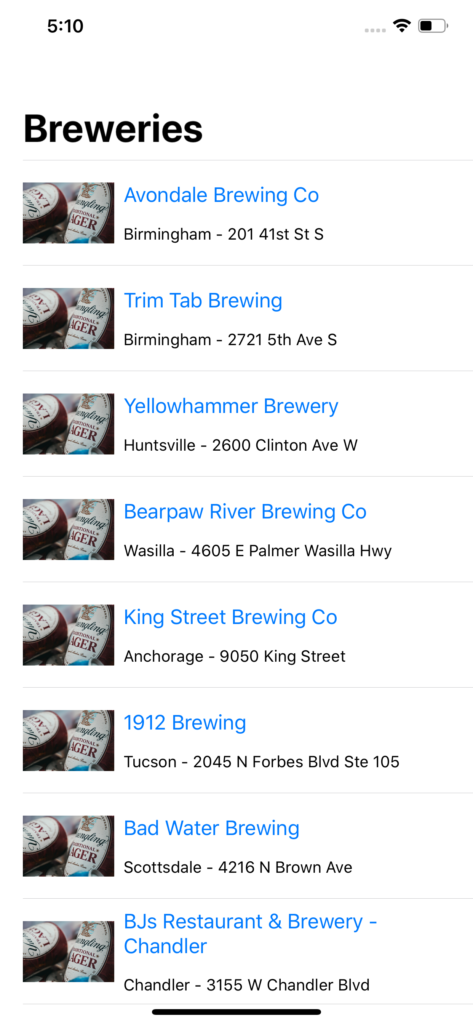 5:10
Breweries
Avondale Brewing Co
Birmingham - 201 41st St S
Trim Tab Brewing
Birmingham - 2721 5th Ave S
Yellowhammer Brewery
Huntsville - 2600 Clinton Ave W
Bearpaw River Brewing Co
Wasilla - 4605 E Palmer Wasilla Hwy
King Street Brewing Co
Anchorage - 9050 King Street
1912 Brewing
Tucson - 2045 N Forbes Blvd Ste 105
Bad Water Brewing
Scottsdale - 4216 N Brown Ave
BJs Restaurant & Brewery -
Chandler
Chandler - 3155 W Chandler Blvd